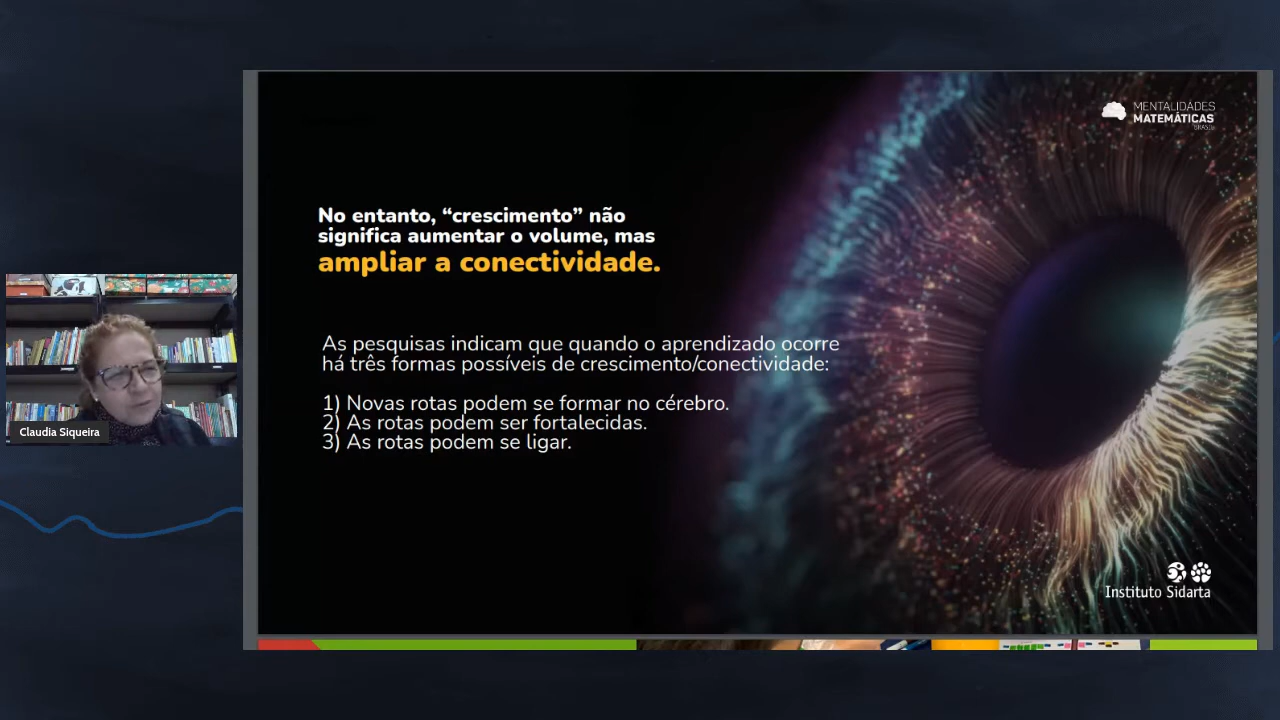 MENTALIDADES
MATEMÁTICAS
BRASIL
No entanto, “crescimento” não
significa aumentar o volume, mas
ampliar a conectividade.
As pesquisas indicam que quando o aprendizado ocorre
há três formas possíveis de crescimento/conectividade:
1) Novas rotas podem se formar no cérebro.
2) As rotas podem ser fortalecidas.
3) As rotas podem se ligar.
Claudia Siqueira
Instituto Sidarta